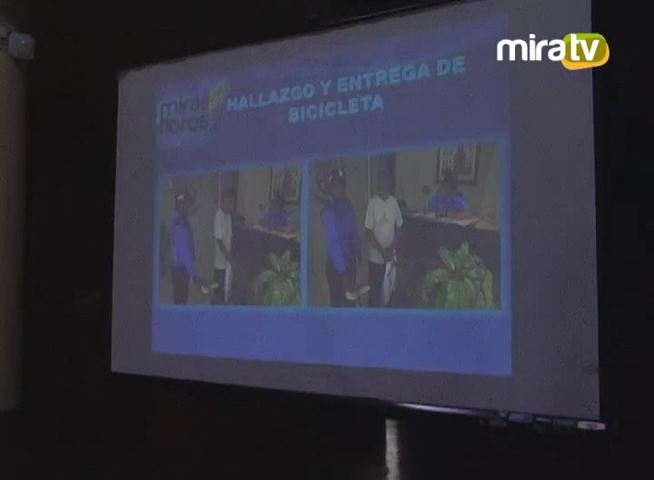 miratv
mira
flores
HALLAZGO Y ENTREGA DE
BICICLETA